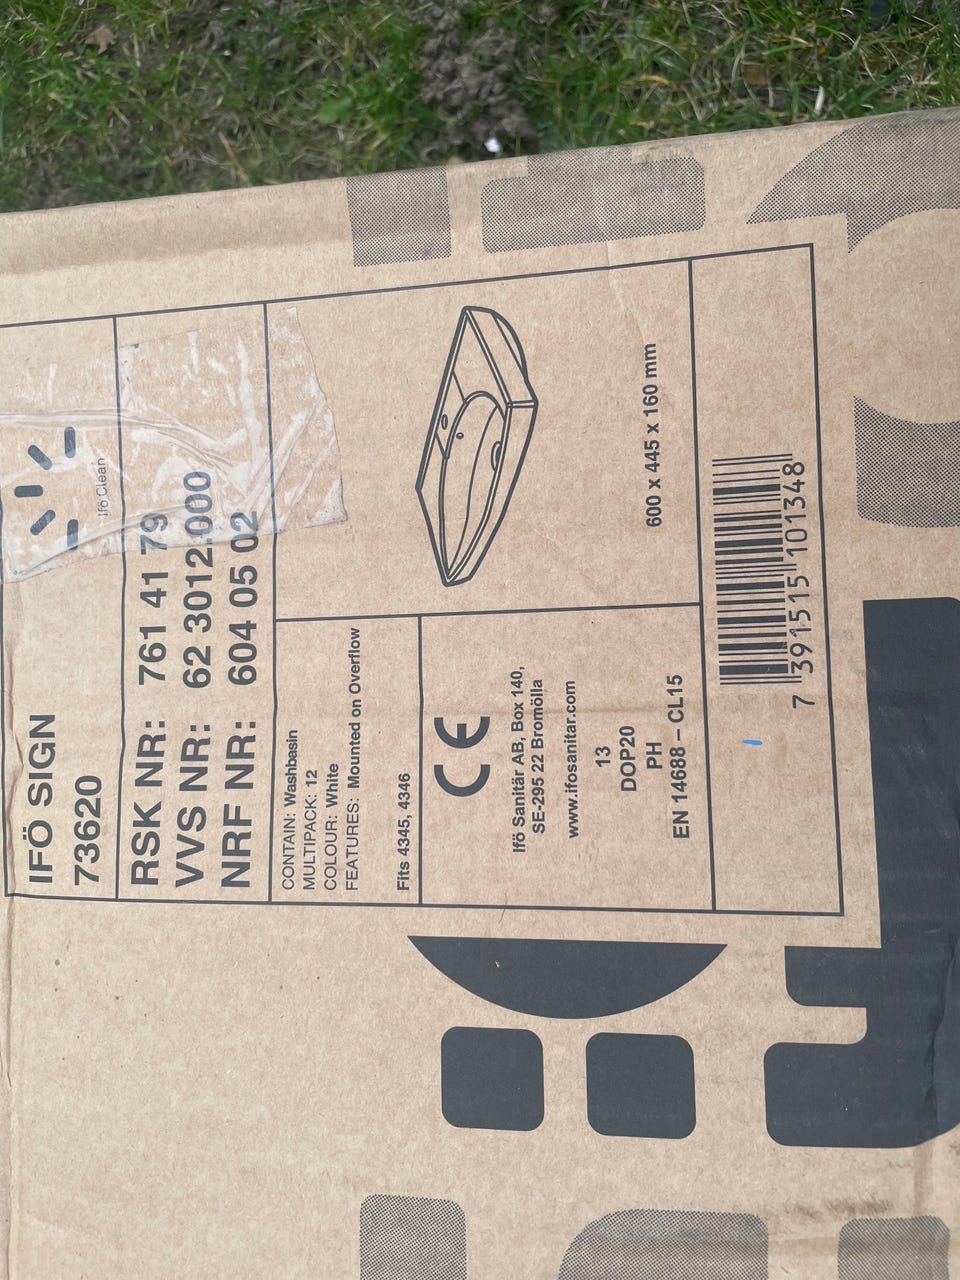 IFÖ SIGN
73620
Ifö Clean
RSK NR: 761 41 79
VVS NR: 62 3012.000
NRF NR: 604 05 02
CONTAIN: Washbasin
MULTIPACK: 12
COLOUR: White
FEATURES: Mounted on Overflow
Fits 4345, 4346
600 x 445 x 160 mm
CE
Ifö Sanitär AB, Box 140,
SE-295 22 Bromölla
www.ifosanitar.com
13
DOP20
PH
EN 14688 – CL15
7 391515 101348